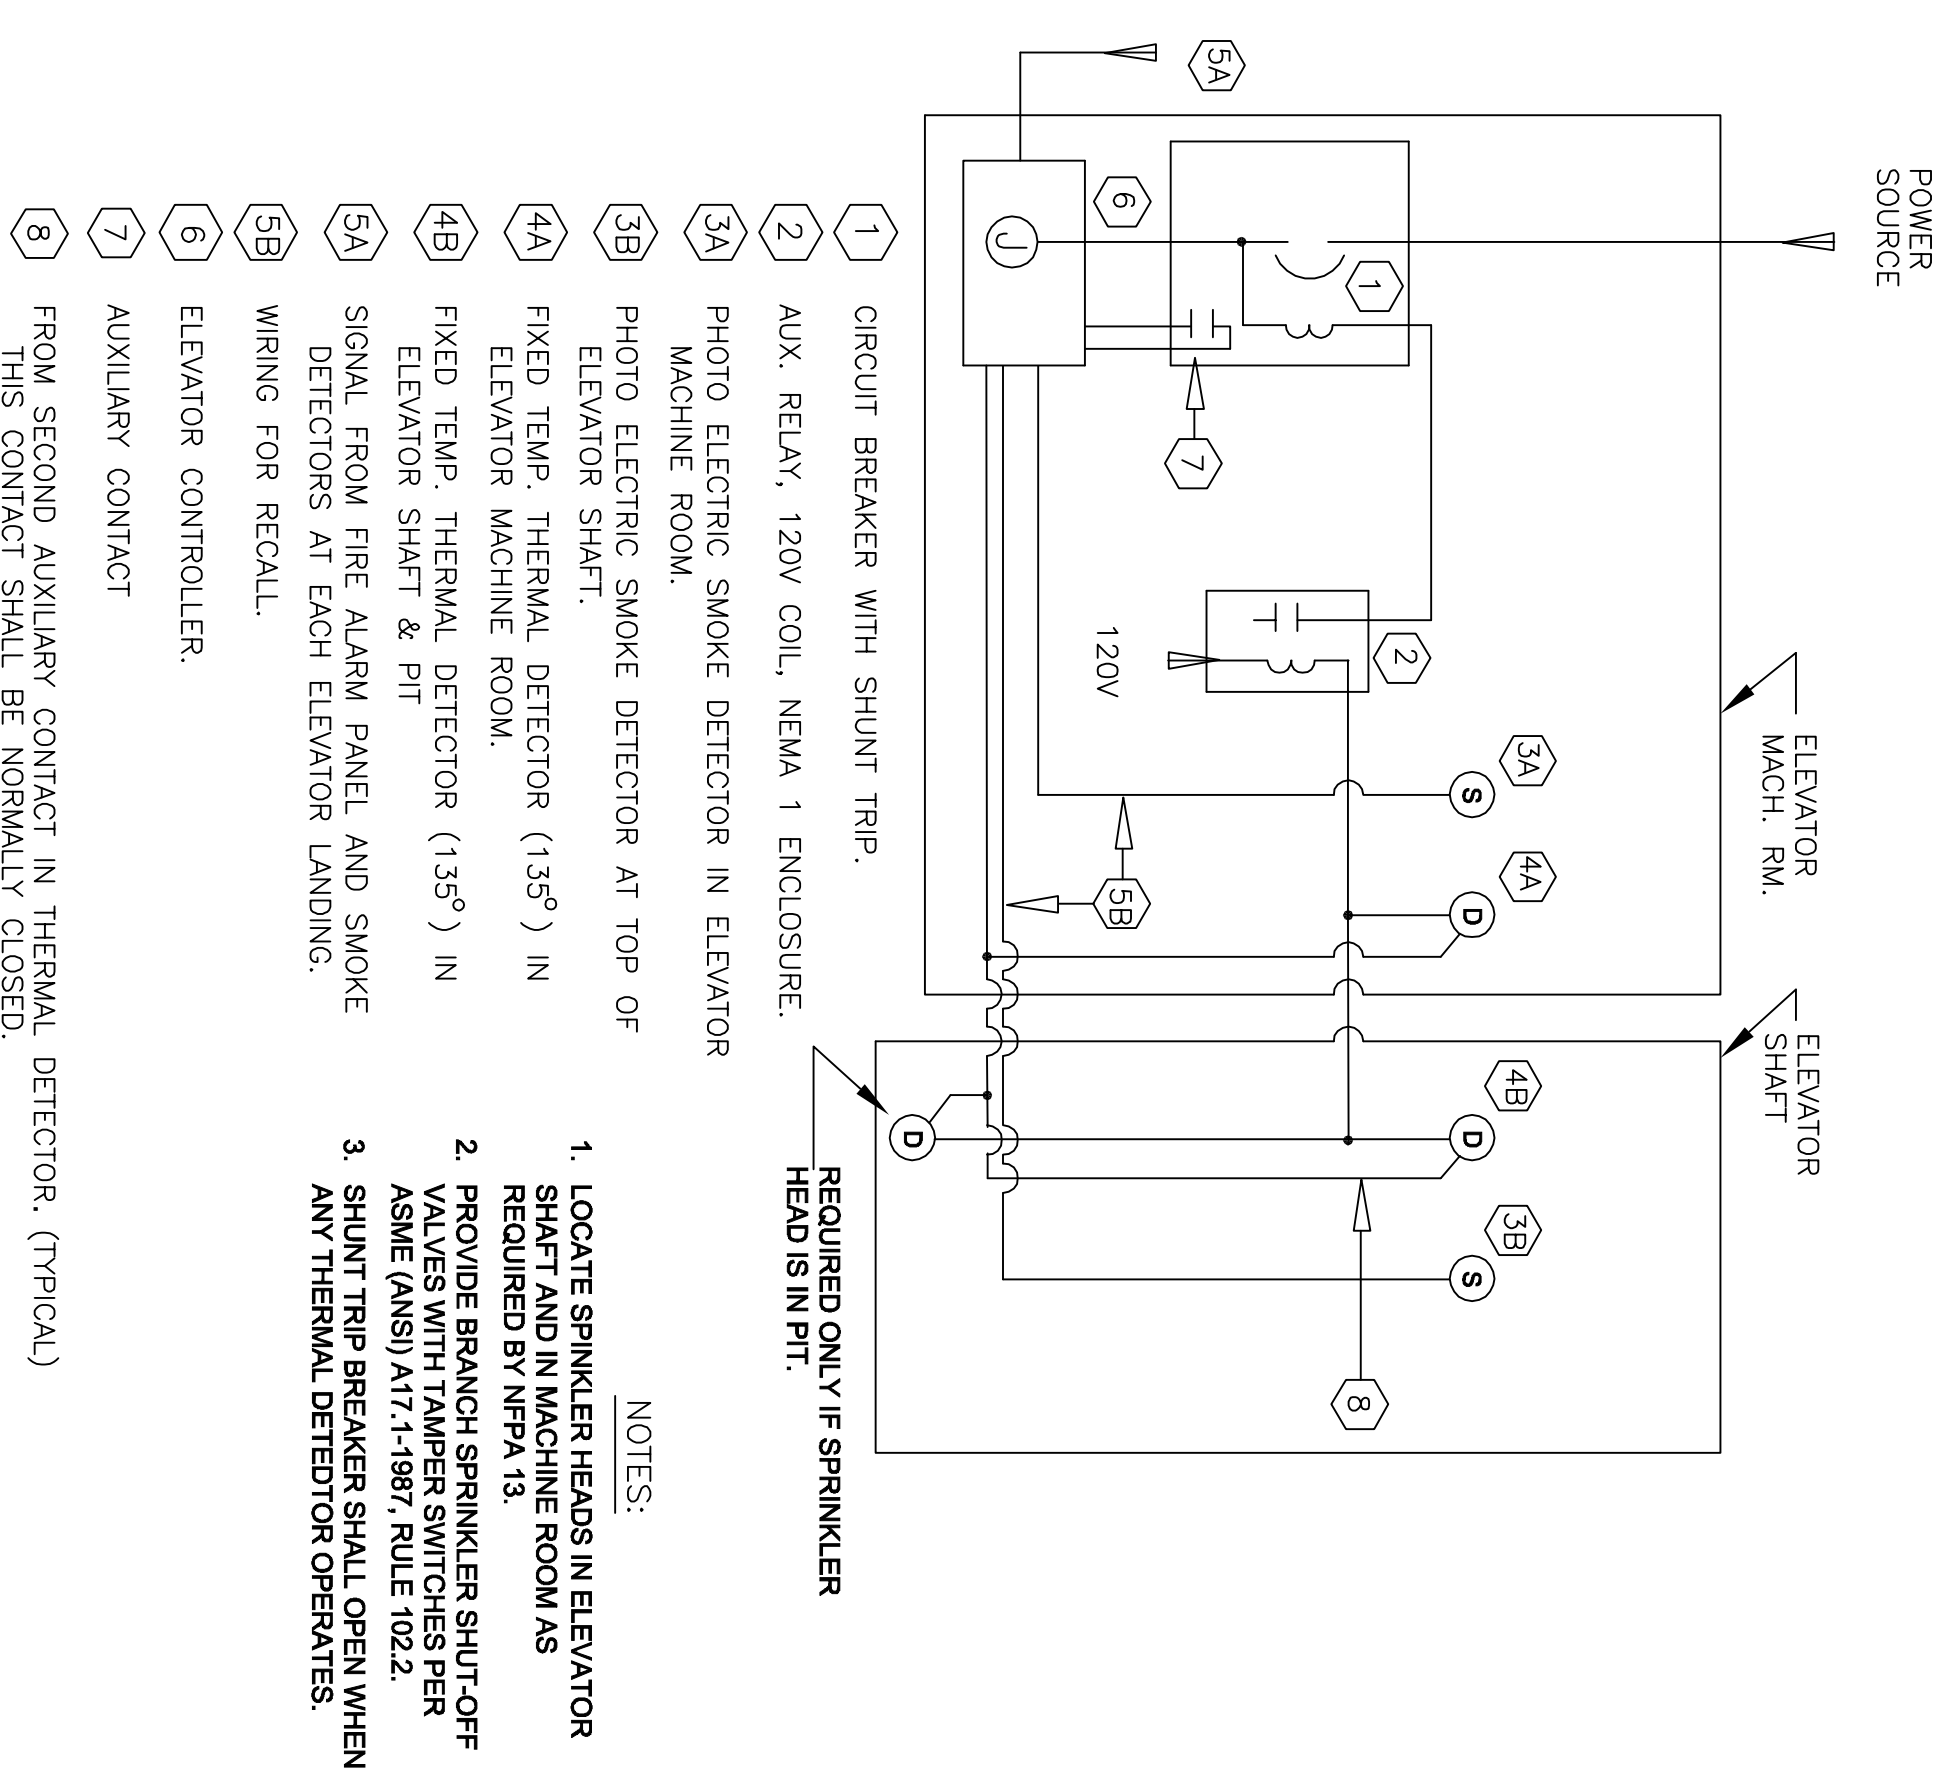 POWER
SOURCE
5A
1
6
7
2
120V
ELEVATOR
MACH. RM.
3A
S
4A
D
5B
J
ELEVATOR
SHAFT
4B
D
3B
S
8
D
REQUIRED ONLY IF SPRINKLER
HEAD IS IN PIT.
1 CIRCUIT BREAKER WITH SHUNT TRIP.
2 AUX. RELAY, 120V COIL, NEMA 1 ENCLOSURE.
3A PHOTO ELECTRIC SMOKE DETECTOR IN ELEVATOR
MACHINE ROOM.
3B PHOTO ELECTRIC SMOKE DETECTOR AT TOP OF
ELEVATOR SHAFT.
4A FIXED TEMP. THERMAL DETECTOR (135°) IN
ELEVATOR MACHINE ROOM.
4B FIXED TEMP. THERMAL DETECTOR (135°) IN
ELEVATOR SHAFT & PIT
5A SIGNAL FROM FIRE ALARM PANEL AND SMOKE
DETECTORS AT EACH ELEVATOR LANDING.
5B WIRING FOR RECALL.
6 ELEVATOR CONTROLLER.
7 AUXILIARY CONTACT
8 FROM SECOND AUXILIARY CONTACT IN THERMAL DETECTOR. (TYPICAL)
THIS CONTACT SHALL BE NORMALLY CLOSED.
NOTES:
1. LOCATE SPINKLER HEADS IN ELEVATOR
SHAFT AND IN MACHINE ROOM AS
REQUIRED BY NFPA 13.
2. PROVIDE BRANCH SPRINKLER SHUT-OFF
VALVES WITH TAMPER SWITCHES PER
ASME (ANSI) A17.1-1987, RULE 102.2.
3. SHUNT TRIP BREAKER SHALL OPEN WHEN
ANY THERMAL DETEDTOR OPERATES.